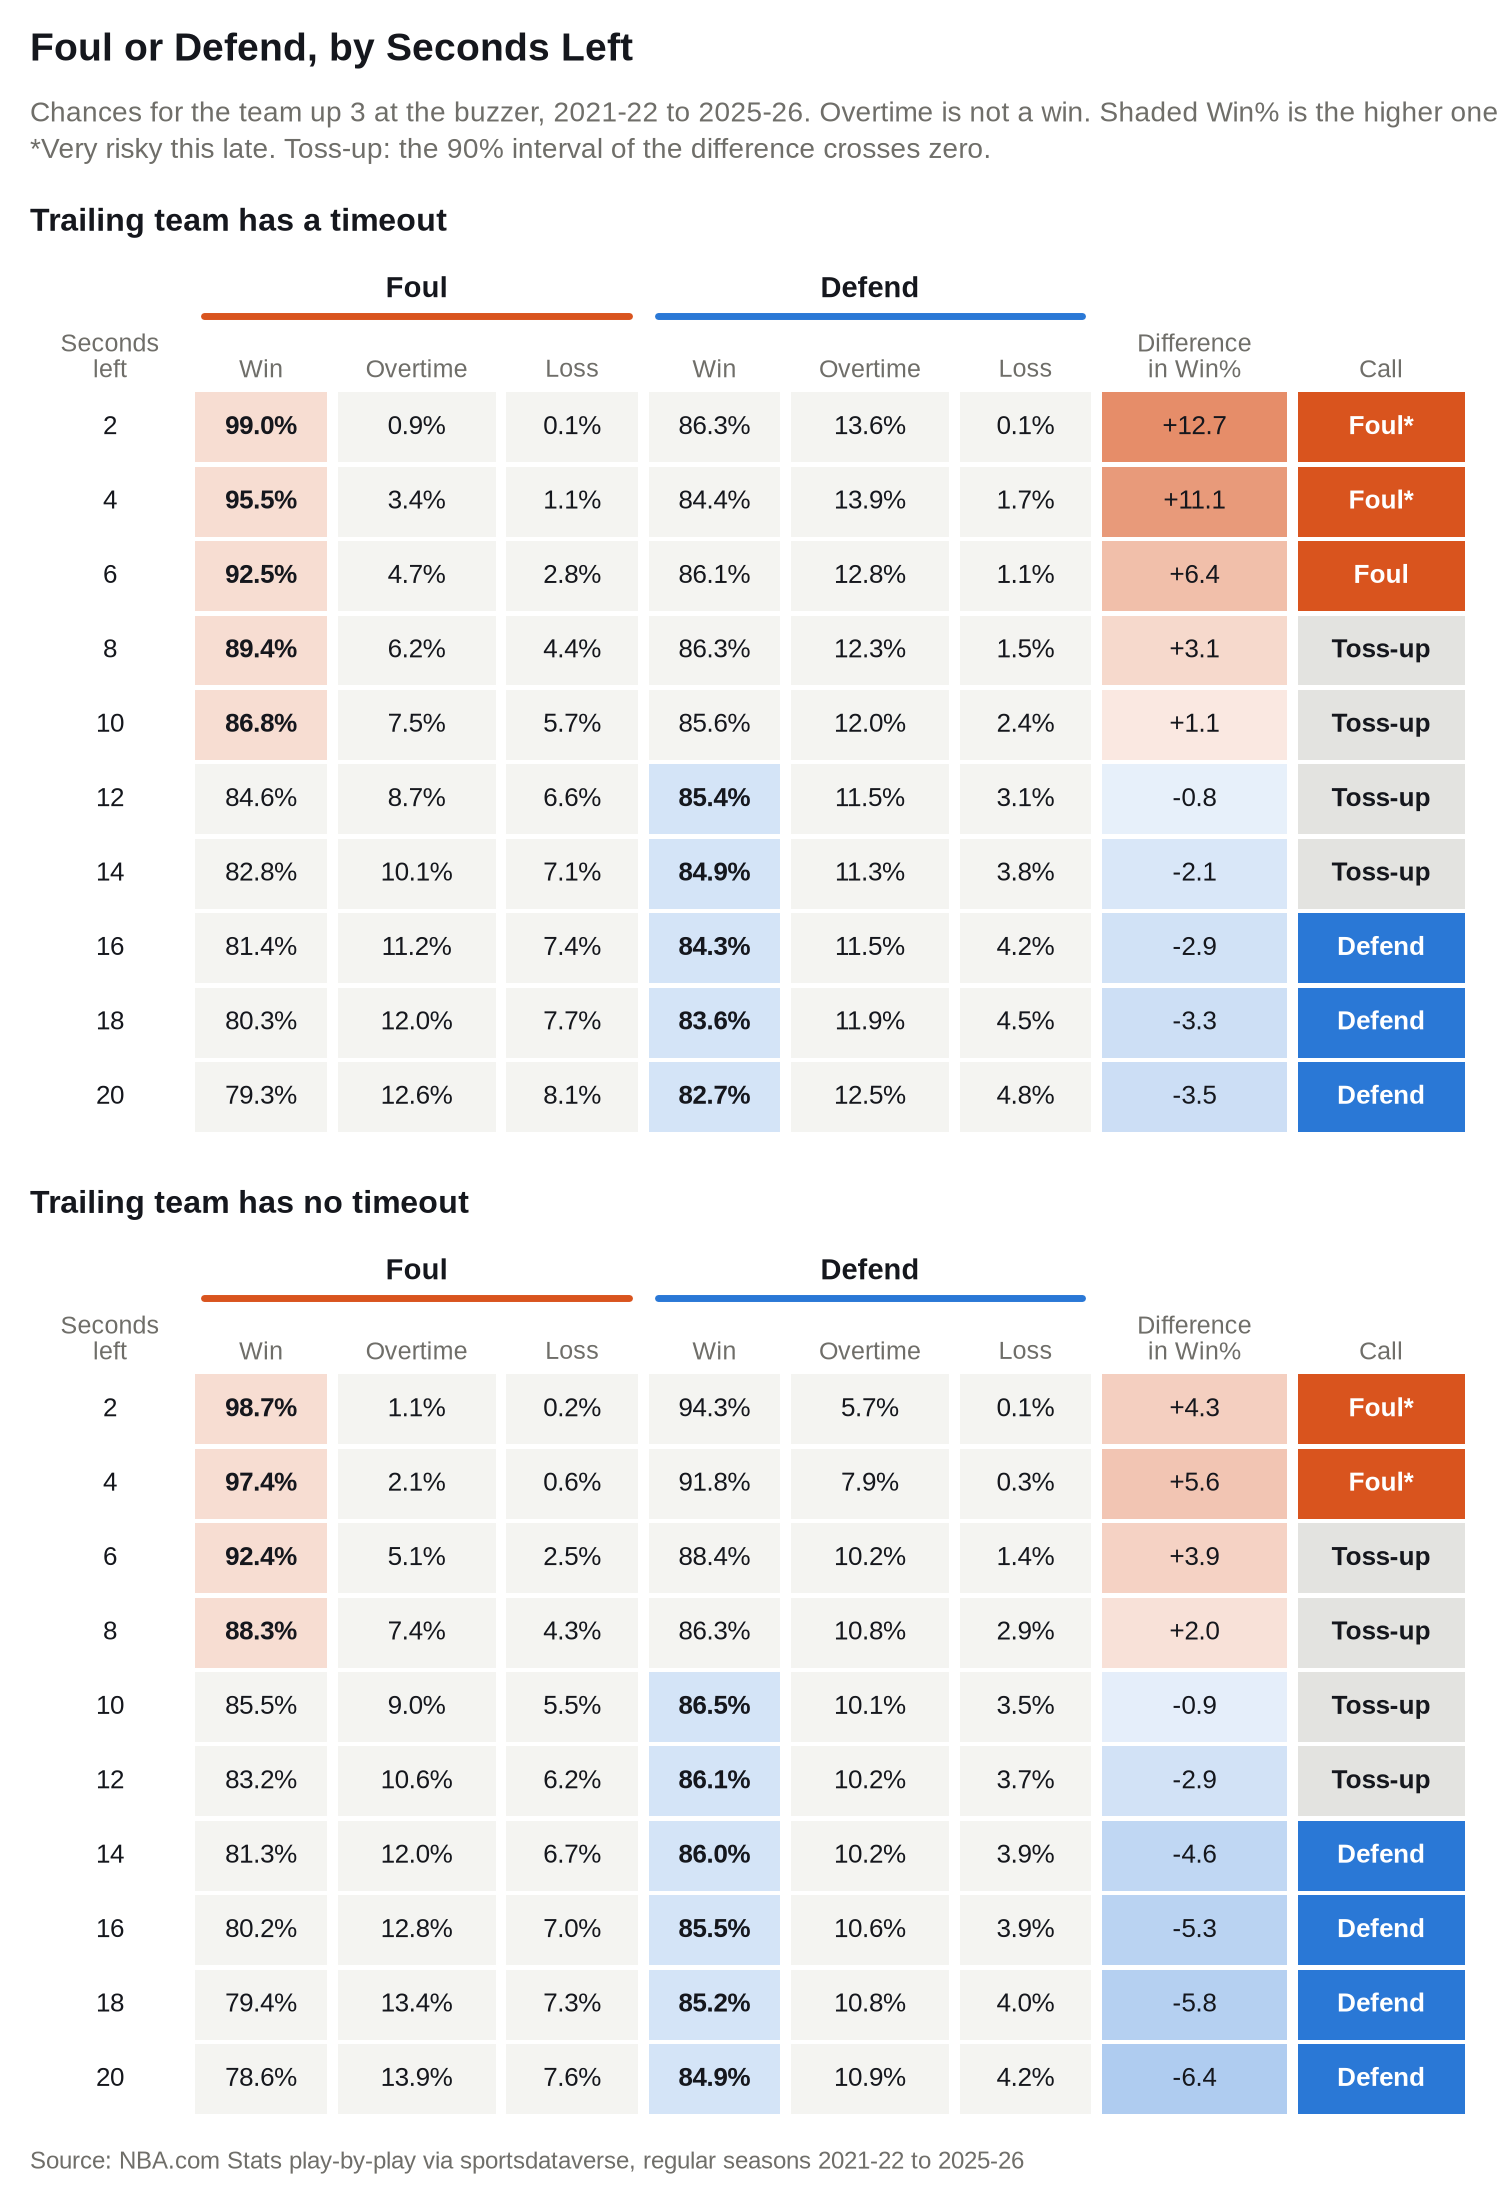 Foul or Defend, by Seconds Left
Chances for the team up 3 at the buzzer, 2021-22 to 2025-26. Overtime is not a win. Shaded Win% is the higher one
*Very risky this late. Toss-up: the 90% interval of the difference crosses zero.
Trailing team has a timeout
Foul Defend
Seconds left Win Overtime Loss Win Overtime Loss Difference in Win% Call
2 99.0% 0.9% 0.1% 86.3% 13.6% 0.1% +12.7 Foul*
4 95.5% 3.4% 1.1% 84.4% 13.9% 1.7% +11.1 Foul*
6 92.5% 4.7% 2.8% 86.1% 12.8% 1.1% +6.4 Foul
8 89.4% 6.2% 4.4% 86.3% 12.3% 1.5% +3.1 Toss-up
10 86.8% 7.5% 5.7% 85.6% 12.0% 2.4% +1.1 Toss-up
12 84.6% 8.7% 6.6% 85.4% 11.5% 3.1% -0.8 Toss-up
14 82.8% 10.1% 7.1% 84.9% 11.3% 3.8% -2.1 Toss-up
16 81.4% 11.2% 7.4% 84.3% 11.5% 4.2% -2.9 Defend
18 80.3% 12.0% 7.7% 83.6% 11.9% 4.5% -3.3 Defend
20 79.3% 12.6% 8.1% 82.7% 12.5% 4.8% -3.5 Defend
Trailing team has no timeout
Foul Defend
Seconds left Win Overtime Loss Win Overtime Loss Difference in Win% Call
2 98.7% 1.1% 0.2% 94.3% 5.7% 0.1% +4.3 Foul*
4 97.4% 2.1% 0.6% 91.8% 7.9% 0.3% +5.6 Foul*
6 92.4% 5.1% 2.5% 88.4% 10.2% 1.4% +3.9 Toss-up
8 88.3% 7.4% 4.3% 86.3% 10.8% 2.9% +2.0 Toss-up
10 85.5% 9.0% 5.5% 86.5% 10.1% 3.5% -0.9 Toss-up
12 83.2% 10.6% 6.2% 86.1% 10.2% 3.7% -2.9 Toss-up
14 81.3% 12.0% 6.7% 86.0% 10.2% 3.9% -4.6 Defend
16 80.2% 12.8% 7.0% 85.5% 10.6% 3.9% -5.3 Defend
18 79.4% 13.4% 7.3% 85.2% 10.8% 4.0% -5.8 Defend
20 78.6% 13.9% 7.6% 84.9% 10.9% 4.2% -6.4 Defend
Source: NBA.com Stats play-by-play via sportsdataverse, regular seasons 2021-22 to 2025-26